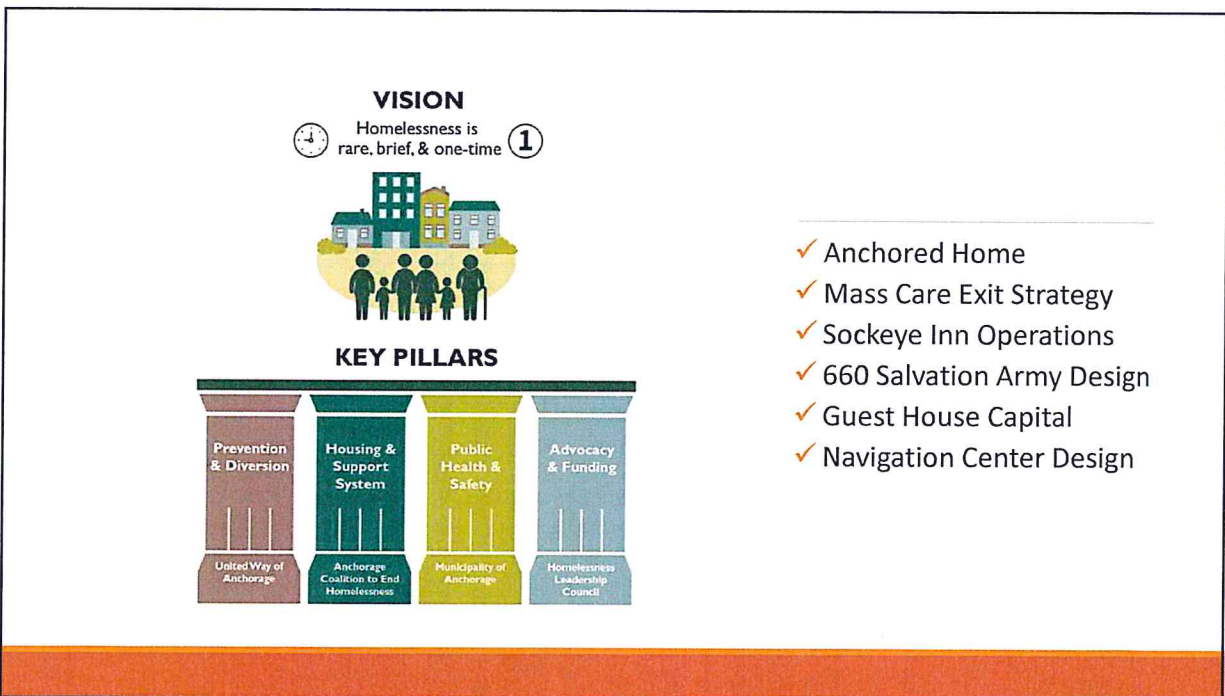 VISION
Homelessness is
rare, brief, & one-time
1
KEY PILLARS
Prevention
& Diversion
Housing &
Support
System
Public
Health &
Safety
Advocacy
& Funding
United Way of
Anchorage
Anchorage
Coalition to End
Homelessness
Municipality of
Anchorage
Homelessness
Leadership
Council
✓ Anchored Home
✓ Mass Care Exit Strategy
✓ Sockeye Inn Operations
✓ 660 Salvation Army Design
✓ Guest House Capital
✓ Navigation Center Design